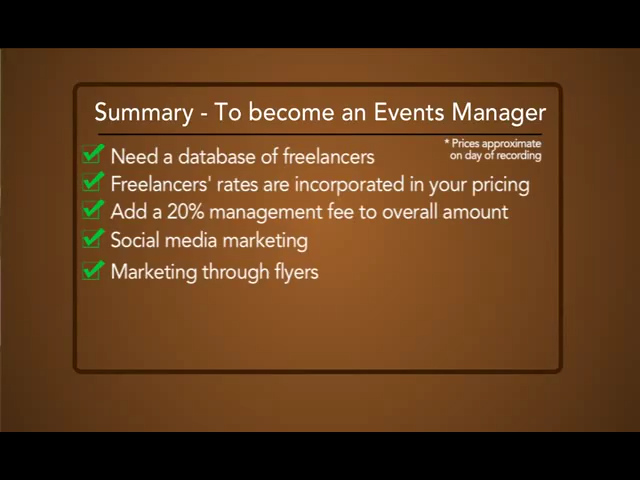 Summary - To become an Events Manager
* Prices approximate
on day of recording
Need a database of freelancers
Freelancers' rates are incorporated in your pricing
Add a 20% management fee to overall amount
Social media marketing
Marketing through flyers